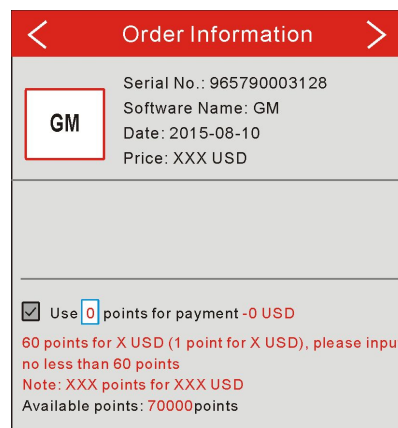 Order Information
GM
Serial No.: 965790003128
Software Name: GM
Date: 2015-08-10
Price: XXX USD
Use 0 points for payment -0 USD
60 points for X USD (1 point for X USD), please inpu
no less than 60 points
Note: XXX points for XXX USD
Available points: 70000points